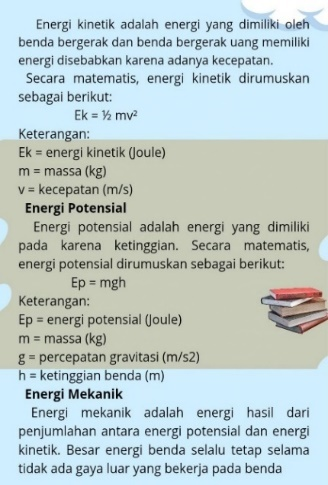 Energi kinetik adalah energi yang dimiliki oleh
benda bergerak dan benda bergerak uang memiliki
energi disebabkan karena adanya kecepatan.
Secara matematis, energi kinetik dirumuskan
sebagai berikut:
Ek = ½ mv²
Keterangan:
Ek = energi kinetik (Joule)
m = massa (kg)
v = kecepatan (m/s)
Energi Potensial
Energi potensial adalah energi yang dimiliki
pada karena ketinggian. Secara matematis,
energi potensial dirumuskan sebagai berikut:
Ep = mgh
Keterangan:
Ep = energi potensial (Joule)
m = massa (kg)
g = percepatan gravitasi (m/s2)
h = ketinggian benda (m)
Energi Mekanik
Energi mekanik adalah energi hasil dari
penjumlahan antara energi potensial dan energi
kinetik. Besar energi benda selalu tetap selama
tidak ada gaya luar yang bekerja pada benda